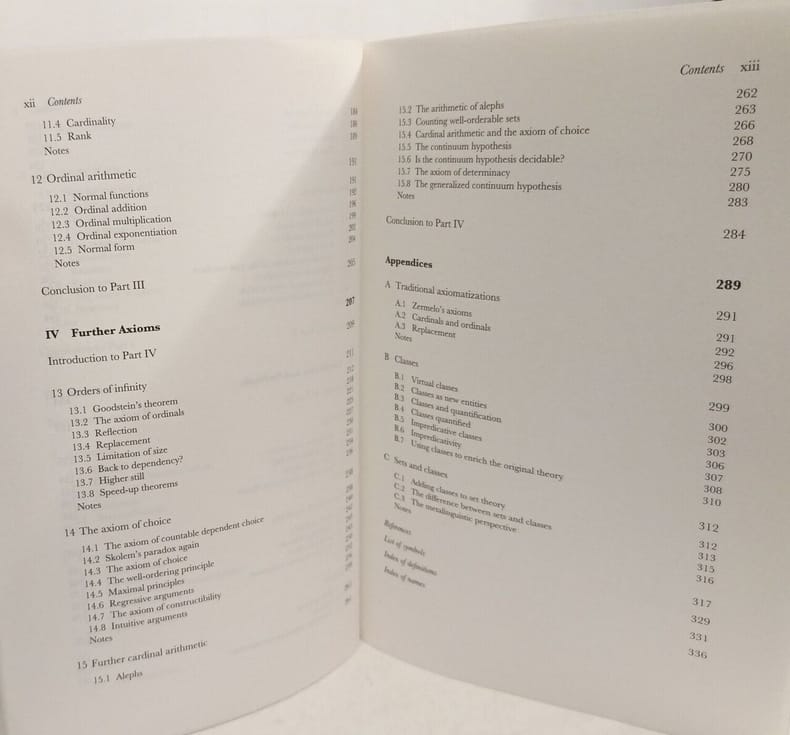 xii Contents
11.4 Cardinality
11.5 Rank
Notes
12 Ordinal arithmetic
12.1 Normal functions
12.2 Ordinal addition
12.3 Ordinal multiplication
12.4 Ordinal exponentiation
12.5 Normal form
Notes
Conclusion to Part III 205
IV Further Axioms 207
Introduction to Part IV 209
13 Orders of infinity 211
13.1 Goodstein's theorem
13.2 The axiom of ordinals
13.3 Reflection
13.4 Replacement
13.5 Limitation of size
13.6 Back to dependency?
13.7 Higher still
13.8 Speed-up theorems
Notes
14 The axiom of choice
14.1 The axiom of countable dependent choice
14.2 Skolem's paradox again
14.3 The axiom of choice
14.4 The well-ordering principle
14.5 Maximal principles
14.6 Regressive arguments
14.7 The axiom of constructibility
14.8 Intuitive arguments
Notes
15 Further cardinal arithmetic
15.1 Alephs
Contents xiii
15.2 The arithmetic of alephs 262
15.3 Counting well-orderable sets 263
15.4 Cardinal arithmetic and the axiom of choice 266
15.5 The continuum hypothesis 268
15.6 Is the continuum hypothesis decidable? 270
15.7 The axiom of determinacy 275
15.8 The generalized continuum hypothesis 280
Notes 283
Conclusion to Part IV 284
Appendices 289
A Traditional axiomatizations 291
A.1 Zermelo's axioms 291
A.2 Cardinals and ordinals 292
A.3 Replacement 296
Notes 298
B Classes 299
B.1 Virtual classes 300
B.2 Classes as new entities 302
B.3 Classes and quantification 303
B.4 Classes quantified 306
B.5 Impredicative classes 307
B.6 Impredicativity 308
B.7 Using classes to enrich the original theory 310
C Sets and classes 312
C.1 Adding classes to set theory 312
C.2 The difference between sets and classes 313
C.3 The metalinguistic perspective 315
Notes 316
References 317
List of symbols 329
Index of definitions 331
Index of names 336